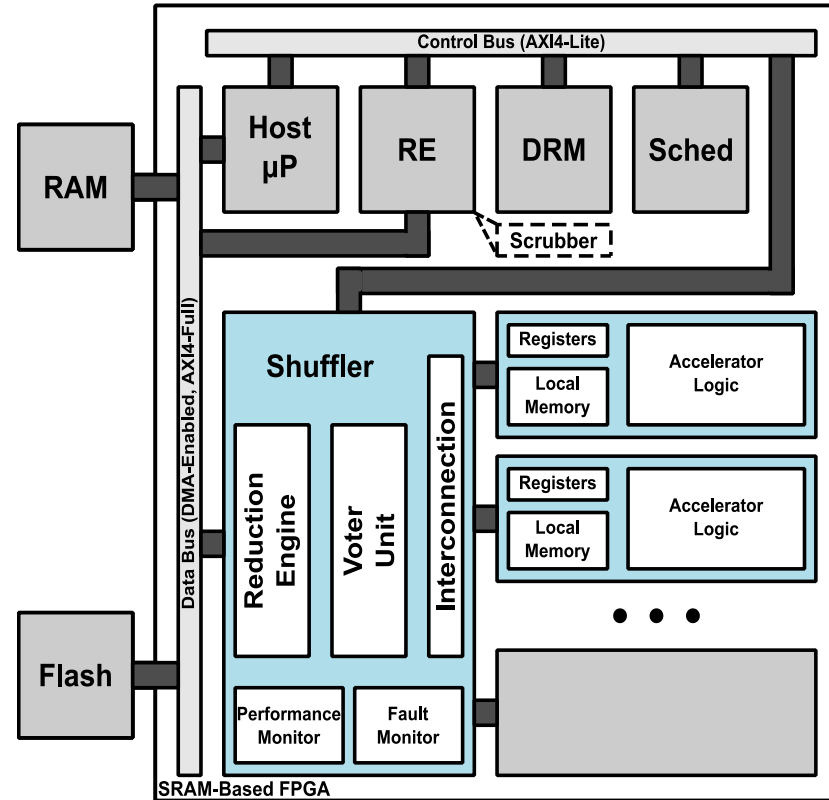 Control Bus (AXI4-Lite)
Host
µP
RE
DRM
Sched
RAM
Scrubber
Data Bus (DMA-Enabled, AXI4-Full)
Shuffler
Reduction
Engine
Voter
Unit
Interconnection
Registers
Local
Memory
Accelerator
Logic
Registers
Local
Memory
Accelerator
Logic
Flash
Performance
Monitor
Fault
Monitor
SRAM-Based FPGA